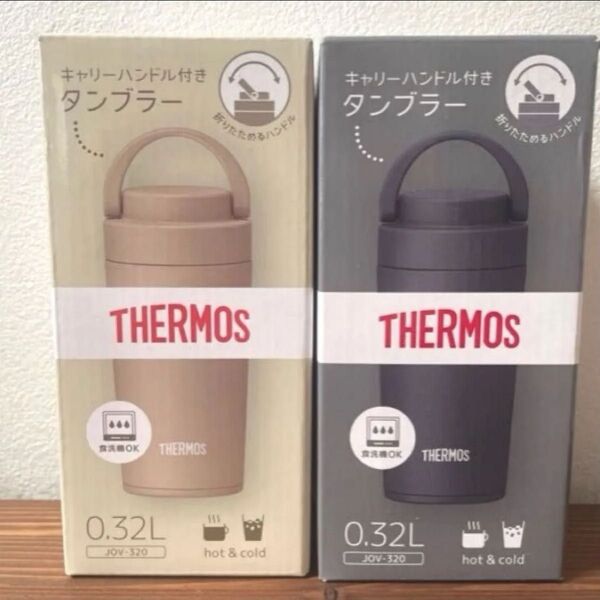 キャリーハンドル付き
タンブラー
折りたためるハンドル
THERMOS
食洗機OK
THERMOS
0.32L
JOV-320
hot & cold
キャリーハンドル付き
タンブラー
折りたためるハンドル
THERMOS
食洗機OK
THERMOS
0.32L
JOV-320
hot & cold